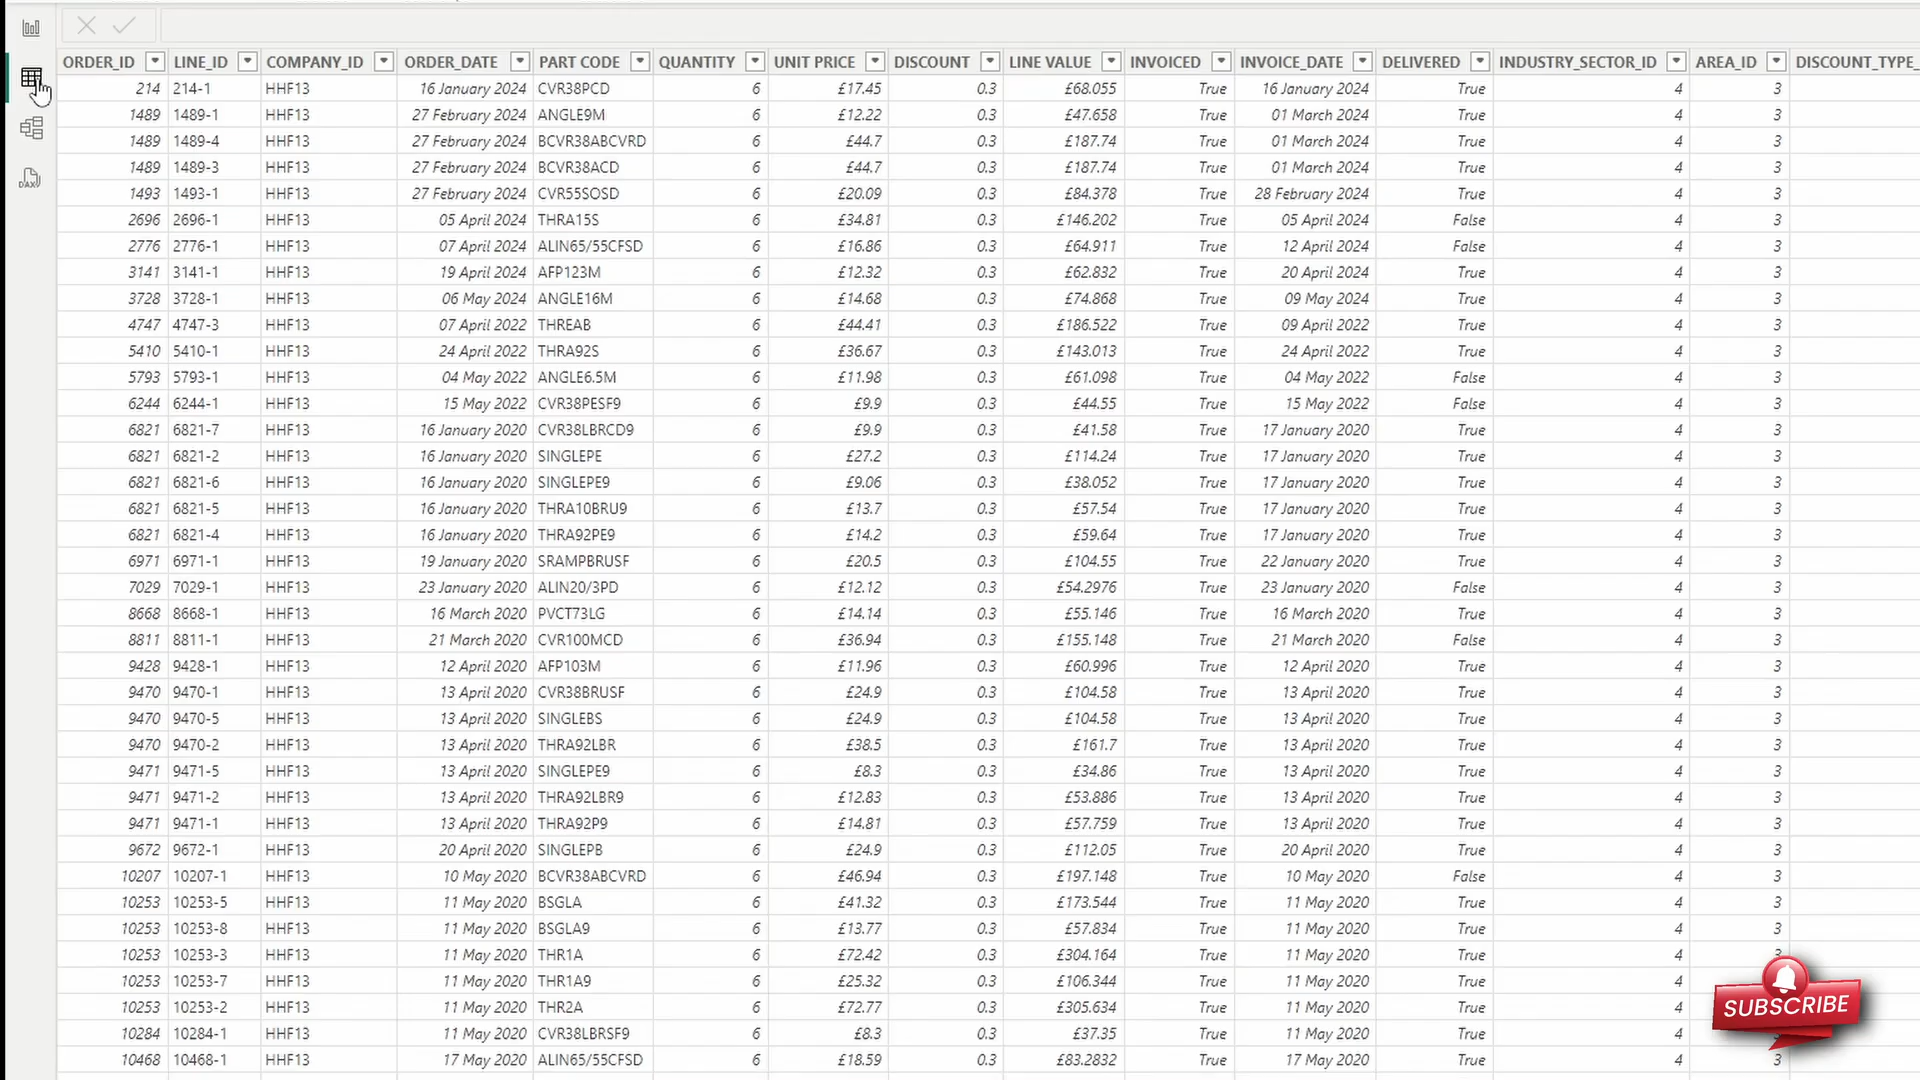 ORDER_ID LINE_ID COMPANY_ID ORDER_DATE PART CODE QUANTITY UNIT PRICE DISCOUNT LINE VALUE INVOICED INVOICE_DATE DELIVERED INDUSTRY_SECTOR_ID AREA_ID DISCOUNT_TYPE_
214 214-1 HHF13 16 January 2024 CVR38PCD 6 £17.45 0.3 £68.055 True 16 January 2024 True 4 3
1489 1489-1 HHF13 27 February 2024 ANGLE9M 6 £12.22 0.3 £47.658 True 01 March 2024 True 4 3
1489 1489-4 HHF13 27 February 2024 BCVR38ABCVRD 6 £44.7 0.3 £187.74 True 01 March 2024 True 4 3
1489 1489-3 HHF13 27 February 2024 BCVR38ACD 6 £44.7 0.3 £187.74 True 01 March 2024 True 4 3
1493 1493-1 HHF13 27 February 2024 CVR55SOSD 6 £20.09 0.3 £84.378 True 28 February 2024 True 4 3
2696 2696-1 HHF13 05 April 2024 THRA15S 6 £34.81 0.3 £146.202 True 05 April 2024 False 4 3
2776 2776-1 HHF13 07 April 2024 ALIN65/55CFSD 6 £16.86 0.3 £64.911 True 12 April 2024 False 4 3
3141 3141-1 HHF13 19 April 2024 AFP123M 6 £12.32 0.3 £62.832 True 20 April 2024 True 4 3
3728 3728-1 HHF13 06 May 2024 ANGLE16M 6 £14.68 0.3 £74.868 True 09 May 2024 True 4 3
4747 4747-3 HHF13 07 April 2022 THREAB 6 £44.41 0.3 £186.522 True 09 April 2022 True 4 3
5410 5410-1 HHF13 24 April 2022 THRA92S 6 £36.67 0.3 £143.013 True 24 April 2022 True 4 3
5793 5793-1 HHF13 04 May 2022 ANGLE6.5M 6 £11.98 0.3 £61.098 True 04 May 2022 False 4 3
6244 6244-1 HHF13 15 May 2022 CVR38PESF9 6 £9.9 0.3 £44.55 True 15 May 2022 False 4 3
6821 6821-7 HHF13 16 January 2020 CVR38LBRCD9 6 £9.9 0.3 £41.58 True 17 January 2020 True 4 3
6821 6821-2 HHF13 16 January 2020 SINGLEPE 6 £27.2 0.3 £114.24 True 17 January 2020 True 4 3
6821 6821-6 HHF13 16 January 2020 SINGLEPE9 6 £9.06 0.3 £38.052 True 17 January 2020 True 4 3
6821 6821-5 HHF13 16 January 2020 THRA10BRU9 6 £13.7 0.3 £57.54 True 17 January 2020 True 4 3
6821 6821-4 HHF13 16 January 2020 THRA92PE9 6 £14.2 0.3 £59.64 True 17 January 2020 True 4 3
6971 6971-1 HHF13 19 January 2020 SRAMPBRUSF 6 £20.5 0.3 £104.55 True 22 January 2020 True 4 3
7029 7029-1 HHF13 23 January 2020 ALIN20/3PD 6 £12.12 0.3 £54.2976 True 23 January 2020 False 4 3
8668 8668-1 HHF13 16 March 2020 PVCT73LG 6 £14.14 0.3 £55.146 True 16 March 2020 True 4 3
8811 8811-1 HHF13 21 March 2020 CVR100MCD 6 £36.94 0.3 £155.148 True 21 March 2020 False 4 3
9428 9428-1 HHF13 12 April 2020 AFP103M 6 £11.96 0.3 £60.996 True 12 April 2020 True 4 3
9470 9470-1 HHF13 13 April 2020 CVR38BRUSF 6 £24.9 0.3 £104.58 True 13 April 2020 True 4 3
9470 9470-5 HHF13 13 April 2020 SINGLEBS 6 £24.9 0.3 £104.58 True 13 April 2020 True 4 3
9470 9470-2 HHF13 13 April 2020 THRA92LBR 6 £38.5 0.3 £161.7 True 13 April 2020 True 4 3
9471 9471-5 HHF13 13 April 2020 SINGLEPE9 6 £8.3 0.3 £34.86 True 13 April 2020 True 4 3
9471 9471-2 HHF13 13 April 2020 THRA92LBR9 6 £12.83 0.3 £53.886 True 13 April 2020 True 4 3
9471 9471-1 HHF13 13 April 2020 THRA92P9 6 £14.81 0.3 £57.759 True 13 April 2020 True 4 3
9672 9672-1 HHF13 20 April 2020 SINGLEPB 6 £24.9 0.3 £112.05 True 20 April 2020 True 4 3
10207 10207-1 HHF13 10 May 2020 BCVR38ABCVRD 6 £46.94 0.3 £197.148 True 10 May 2020 False 4 3
10253 10253-5 HHF13 11 May 2020 BSGLA 6 £41.32 0.3 £173.544 True 11 May 2020 True 4 3
10253 10253-8 HHF13 11 May 2020 BSGLA9 6 £13.77 0.3 £57.834 True 11 May 2020 True 4 3
10253 10253-3 HHF13 11 May 2020 THR1A 6 £72.42 0.3 £304.164 True 11 May 2020 True 4 3
10253 10253-7 HHF13 11 May 2020 THR1A9 6 £25.32 0.3 £106.344 True 11 May 2020 True 4
10253 10253-2 HHF13 11 May 2020 THR2A 6 £72.77 0.3 £305.634 True 11 May 2020 True 4
10284 10284-1 HHF13 11 May 2020 CVR38LBRSF9 6 £8.3 0.3 £37.35 True 11 May 2020 True 4
10468 10468-1 HHF13 17 May 2020 ALIN65/55CFSD 6 £18.59 0.3 £83.2832 True 17 May 2020 True 4 3
DAX
SUBSCRIBE